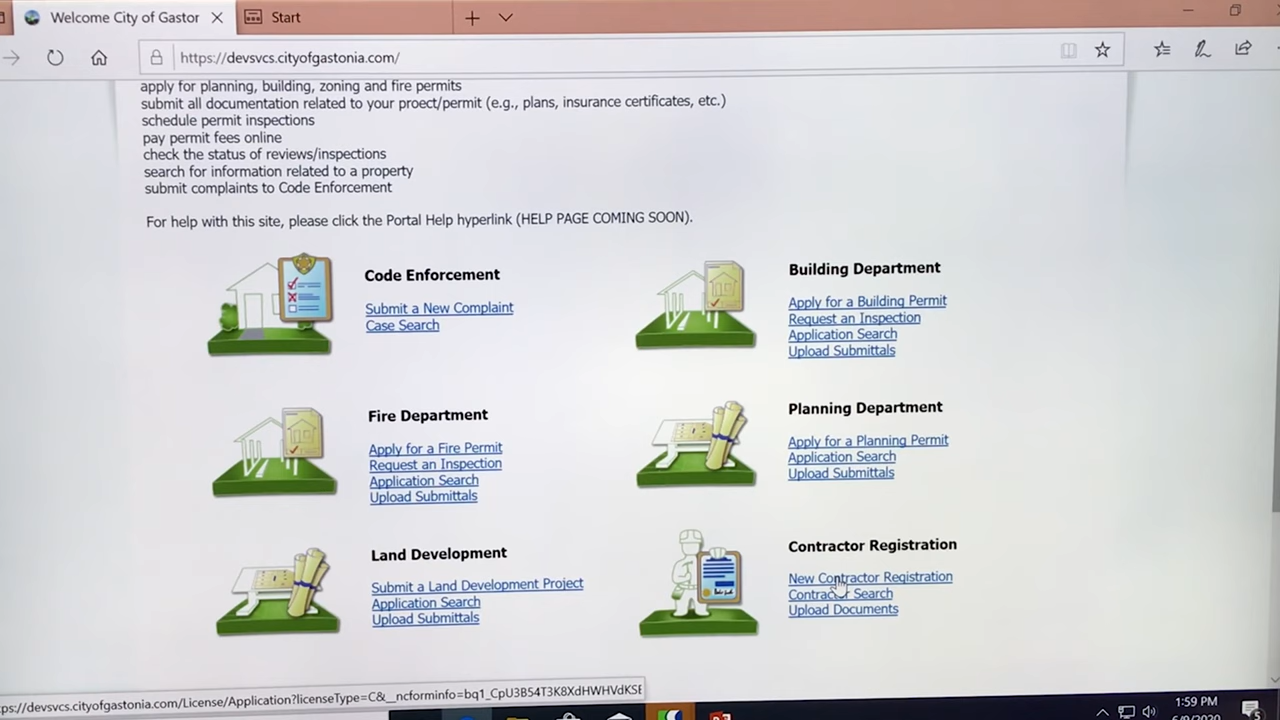 Welcome City of Gastor
Start
https://devsvcs.cityofgastonia.com/
apply for planning, building, zoning and fire permits
submit all documentation related to your proect/permit (e.g., plans, insurance certificates, etc.)
schedule permit inspections
pay permit fees online
check the status of reviews/inspections
search for information related to a property
submit complaints to Code Enforcement
For help with this site, please click the Portal Help hyperlink (HELP PAGE COMING SOON).
Code Enforcement
Submit a New Complaint
Case Search
Building Department
Apply for a Building Permit
Request an Inspection
Application Search
Upload Submittals
Fire Department
Apply for a Fire Permit
Request an Inspection
Application Search
Upload Submittals
Planning Department
Apply for a Planning Permit
Application Search
Upload Submittals
Land Development
Submit a Land Development Project
Application Search
Upload Submittals
Contractor Registration
New Contractor Registration
Contractor Search
Upload Documents
ps://devsvcs.cityofgastonia.com/License/Application?licenseType=C&__ncforminfo=bq1_CpU3B54T3K8XdHWHVdKSE
1:59 PM